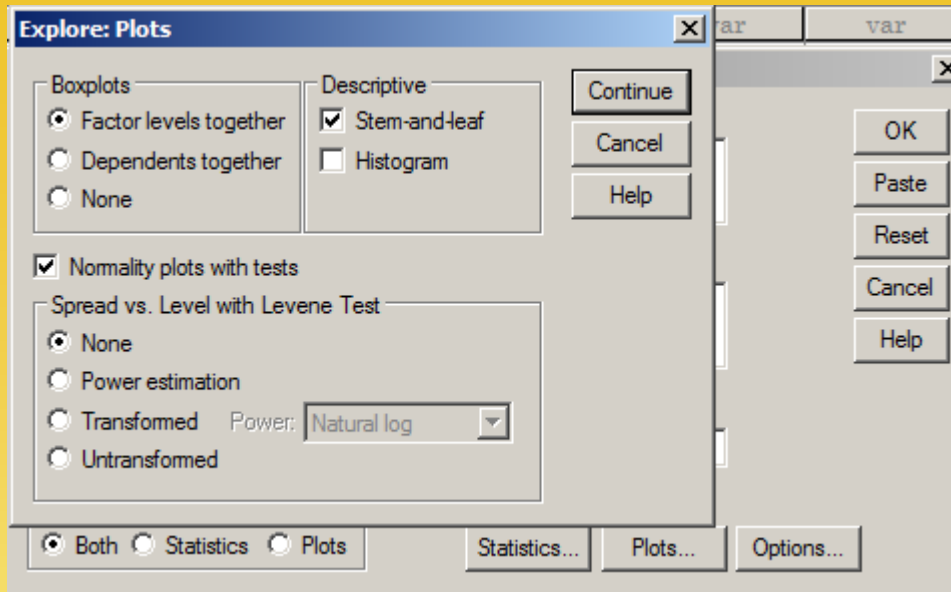 Explore: Plots
Boxplots
Factor levels together
Dependents together
None
Descriptive
Stem-and-leaf
Histogram
Continue
Cancel
Help
Normality plots with tests
Spread vs. Level with Levene Test
None
Power estimation
Transformed Power: Natural log
Untransformed
var
OK
Paste
Reset
Cancel
Help
Both Statistics Plots
Statistics... Plots... Options...